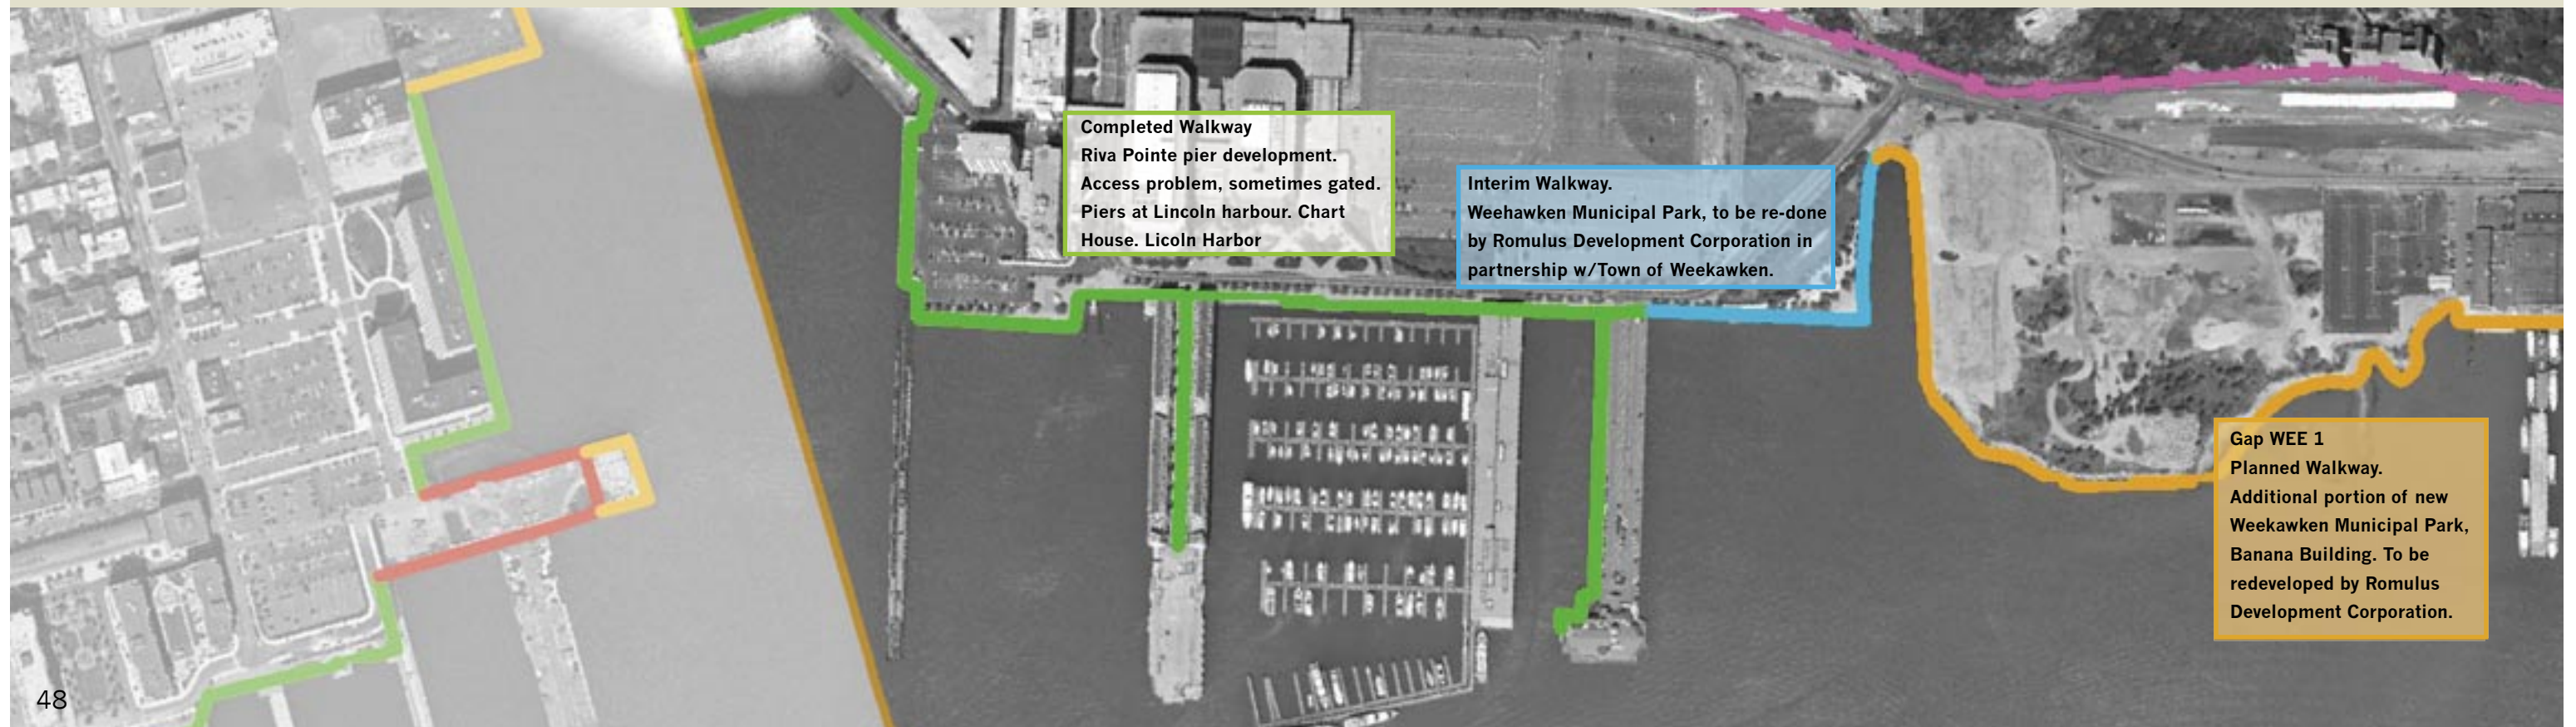 Completed Walkway
Riva Pointe pier development.
Access problem, sometimes gated.
Piers at Lincoln harbour. Chart
House. Licoln Harbor
Interim Walkway.
Weehawken Municipal Park, to be re-done
by Romulus Development Corporation in
partnership w/Town of Weekawken.
Gap WEE 1
Planned Walkway.
Additional portion of new
Weekawken Municipal Park,
Banana Building. To be
redeveloped by Romulus
Development Corporation.
48